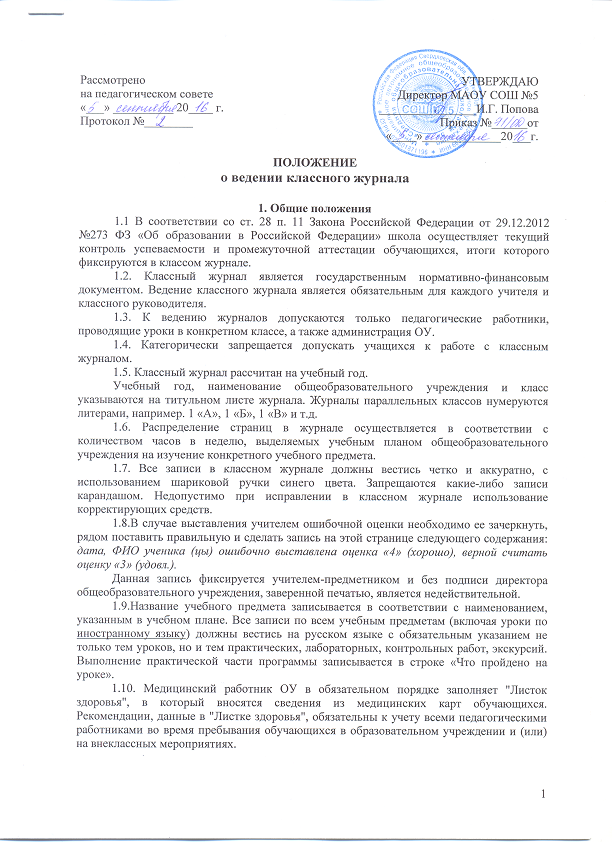 Рассмотрено
на педагогическом совете
«5» сентября 2016 г.
Протокол № 2
УТВЕРЖДАЮ
Директор МАОУ СОШ №5
И.Г. Попова
Приказ № от
« » 2016г.
СОШ №5
ПОЛОЖЕНИЕ
о ведении классного журнала
1. Общие положения
1.1 В соответствии со ст. 28 п. 11 Закона Российской Федерации от 29.12.2012
№273 ФЗ «Об образовании в Российской Федерации» школа осуществляет текущий
контроль успеваемости и промежуточной аттестации обучающихся, итоги которого
фиксируются в классом журнале.
1.2. Классный журнал является государственным нормативно-финансовым
документом. Ведение классного журнала является обязательным для каждого учителя и
классного руководителя.
1.3. К ведению журналов допускаются только педагогические работники,
проводящие уроки в конкретном классе, а также администрация ОУ.
1.4. Категорически запрещается допускать учащихся к работе с классным
журналом.
1.5. Классный журнал рассчитан на учебный год.
Учебный год, наименование общеобразовательного учреждения и класс
указываются на титульном листе журнала. Журналы параллельных классов нумеруются
литерами, например. 1 «А», 1 «Б», 1 «В» и т.д.
1.6. Распределение страниц в журнале осуществляется в соответствии с
количеством часов в неделю, выделяемых учебным планом общеобразовательного
учреждения на изучение конкретного учебного предмета.
1.7. Все записи в классном журнале должны вестись четко и аккуратно, с
использованием шариковой ручки синего цвета. Запрещаются какие-либо записи
карандашом. Недопустимо при исправлении в классном журнале использование
корректирующих средств.
1.8.В случае выставления учителем ошибочной оценки необходимо ее зачеркнуть,
рядом поставить правильную и сделать запись на этой странице следующего содержания:
дата, ФИО ученика (цы) ошибочно выставлена оценка «4» (хорошо), верной считать
оценку «3» (удовл.).
Данная запись фиксируется учителем-предметником и без подписи директора
общеобразовательного учреждения, заверенной печатью, является недействительной.
1.9.Название учебного предмета записывается в соответствии с наименованием,
указанным в учебном плане. Все записи по всем учебным предметам (включая уроки по
иностранному языку) должны вестись на русском языке с обязательным указанием не
только тем уроков, но и тем практических, лабораторных, контрольных работ, экскурсий.
Выполнение практической части программы записывается в строке «Что пройдено на
уроке».
1.10. Медицинский работник ОУ в обязательном порядке заполняет "Листок
здоровья", в который вносятся сведения из медицинских карт обучающихся.
Рекомендации, данные в "Листке здоровья", обязательны к учету всеми педагогическими
работниками во время пребывания обучающихся в образовательном учреждении и (или)
на внеклассных мероприятиях.
1